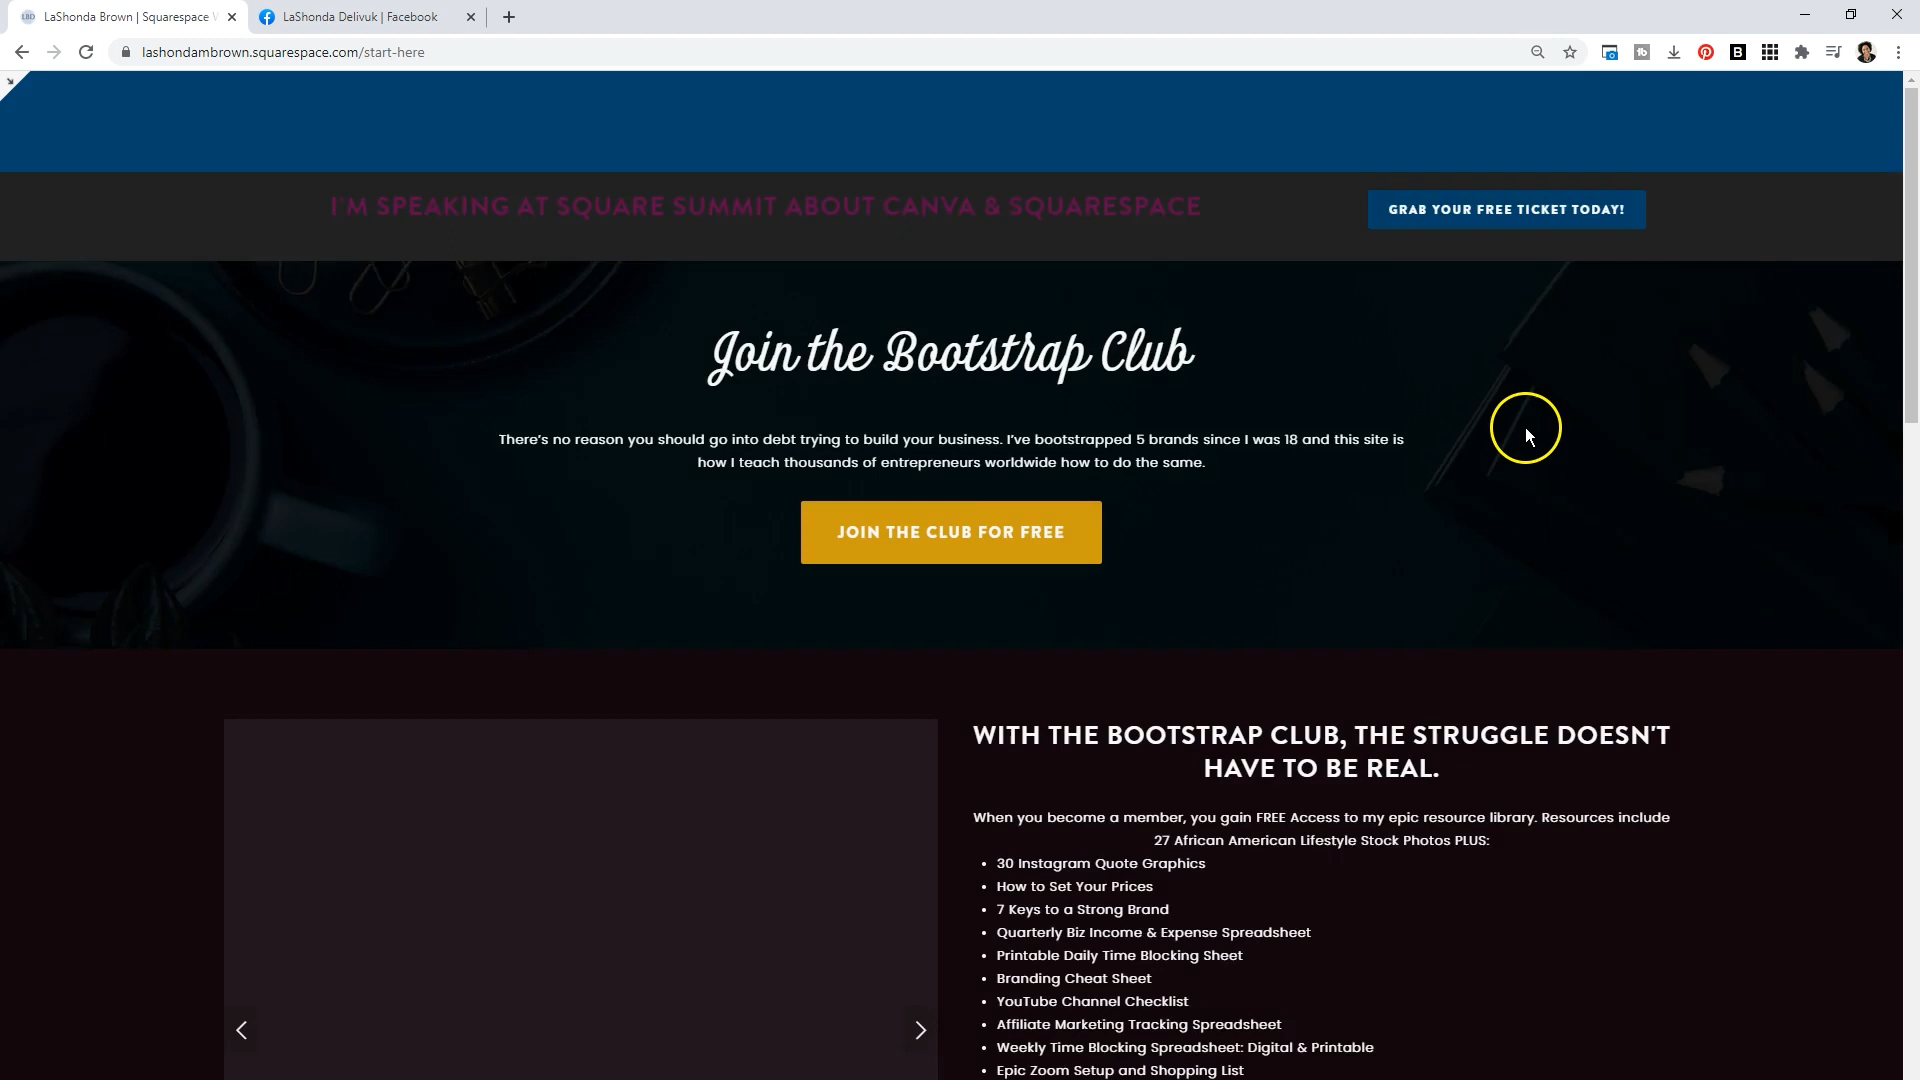 LaShonda Brown | Squarespace
LaShonda Delivuk | Facebook
lashondambrown.squarespace.com/start-here
I'M SPEAKING AT SQUARE SUMMIT ABOUT CANVA & SQUARESPACE
GRAB YOUR FREE TICKET TODAY!
Join the Bootstrap Club
There's no reason you should go into debt trying to build your business. I've bootstrapped 5 brands since I was 18 and this site is
how I teach thousands of entrepreneurs worldwide how to do the same.
JOIN THE CLUB FOR FREE
WITH THE BOOTSTRAP CLUB, THE STRUGGLE DOESN'T
HAVE TO BE REAL.
When you become a member, you gain FREE Access to my epic resource library. Resources include
27 African American Lifestyle Stock Photos PLUS:
• 30 Instagram Quote Graphics
• How to Set Your Prices
• 7 Keys to a Strong Brand
• Quarterly Biz Income & Expense Spreadsheet
• Printable Daily Time Blocking Sheet
• Branding Cheat Sheet
• YouTube Channel Checklist
• Affiliate Marketing Tracking Spreadsheet
• Weekly Time Blocking Spreadsheet: Digital & Printable
• Epic Zoom Setup and Shopping List